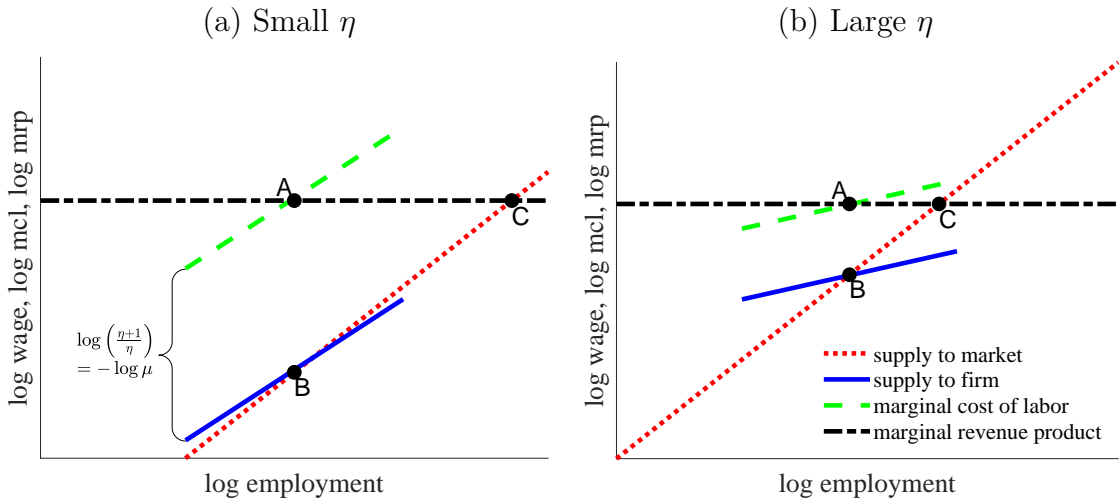 (a) Small η
(b) Large η
log wage, log mcl, log mrp
A
C
log(η+1/η)
= − log μ
B
log employment
log wage, log mcl, log mrp
A
C
B
supply to market
supply to firm
marginal cost of labor
marginal revenue product
log employment